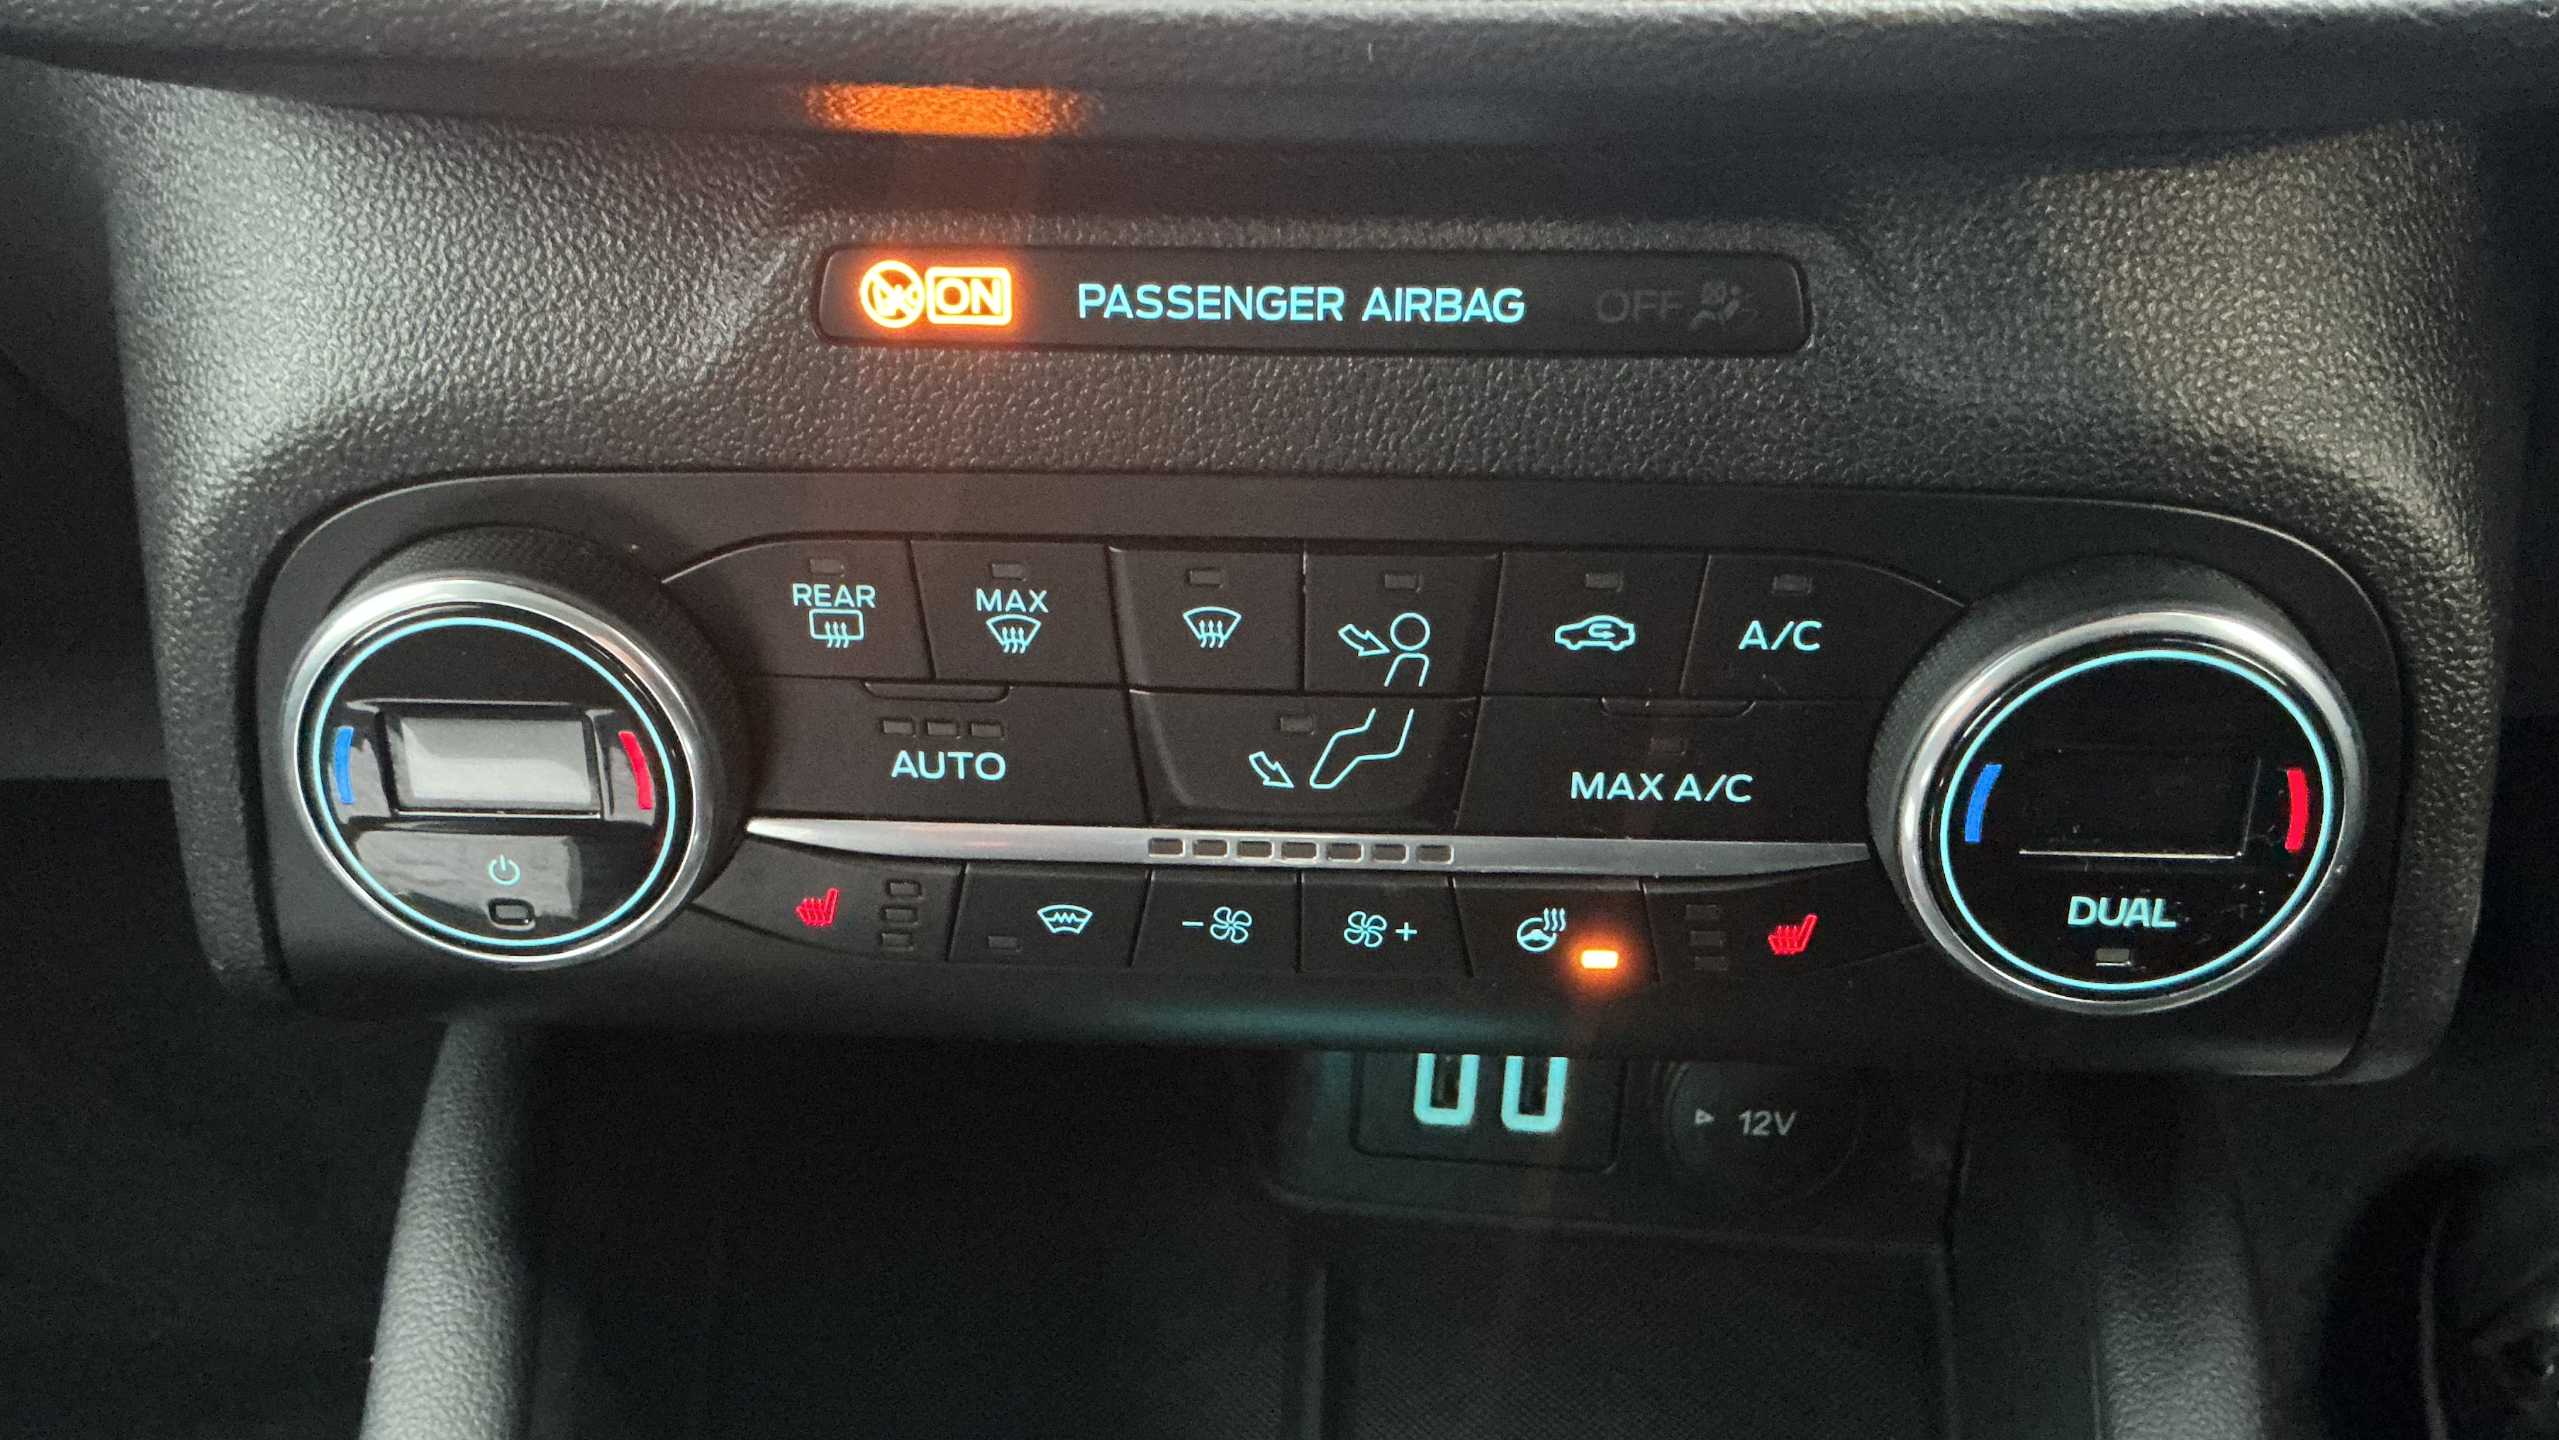 ON PASSENGER AIRBAG OFF
REAR
MAX
A/C
AUTO
MAX A/C
DUAL
12V